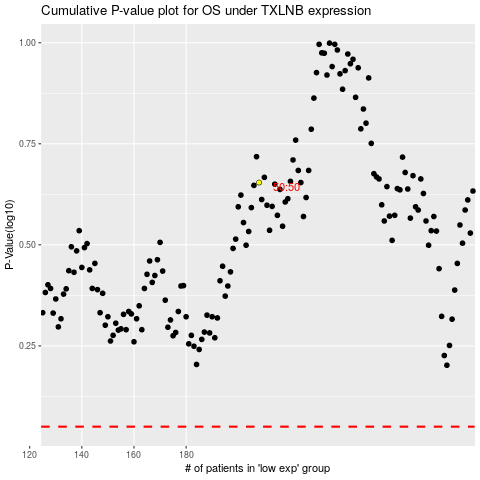 Cumulative P-value plot for OS under TXLNB expression
P-Value(log10)
1.00
0.75
0.50
0.25
50:50
120 140 160 180
# of patients in 'low exp' group